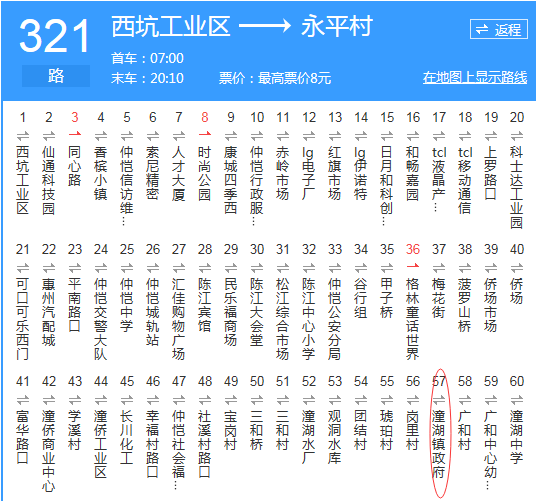 321
路
西坑工业区 → 永平村
首车：07:00
末车：20:10 票价：最高票价8元
返程
在地图上显示路线
1 西坑工业区
2 仙通科技园
3 同心路
4 香槟小镇
5 仲恺信访维…
6 索尼精密
7 人才大厦
8 时尚公园
9 康城四季西
10 仲恺行政服…
11 赤岭市场
12 lg电子厂
13 红旗市场
14 lg伊诺特
15 日月和科创…
16 和畅嘉园
17 tcl液晶产…
18 tcl移动通信
19 上罗路口
20 科士达工业园
21 可口可乐西门
22 惠州汽配城
23 平南路口
24 仲恺交警大队
25 仲恺中学
26 仲恺城轨站
27 汇佳购物广场
28 陈江宾馆
29 民乐福商场
30 陈江大会堂
31 松江综合市场
32 陈江中心小学
33 仲恺公安分局
34 谷行组
35 甲子桥
36 格林童话世界
37 梅花街
38 菠罗山桥
39 侨场市场
40 侨场
41 富华路口
42 潼侨商业中心
43 学溪村
44 潼侨工业区
45 长川化工
46 幸福村路口
47 仲恺社会福…
48 社溪村路口
49 宝岗村
50 三和桥
51 三和村
52 潼湖水厂
53 观洞水库
54 团结村
55 琥珀村
56 岗里村
57 潼湖镇政府
58 广和村
59 广和中心幼…
60 潼湖中学